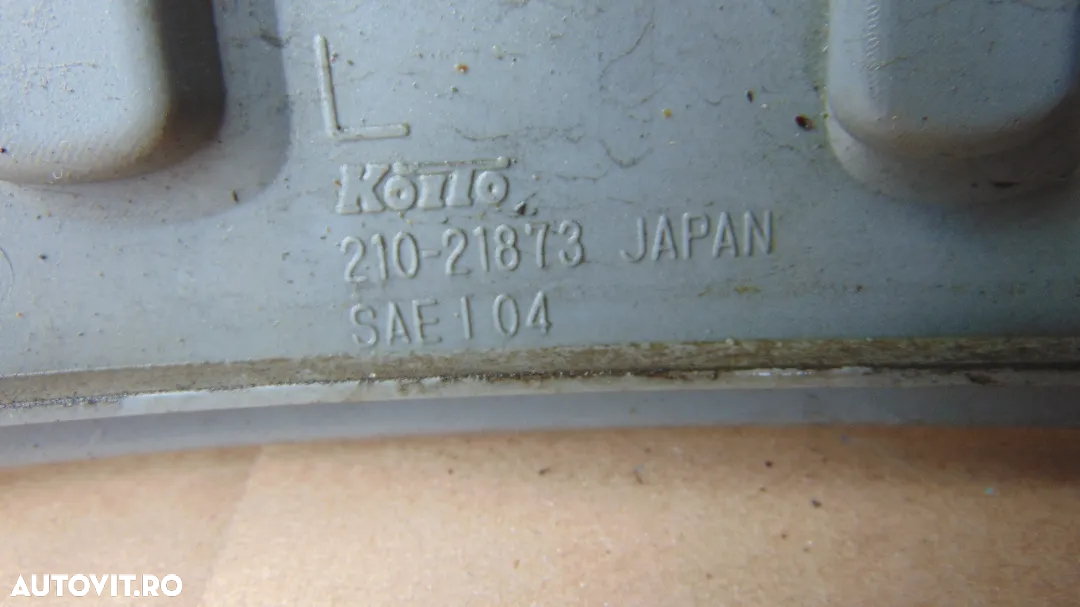 L
KOITO
210-21873 JAPAN
SAE I 04
AUTOVIT.RO